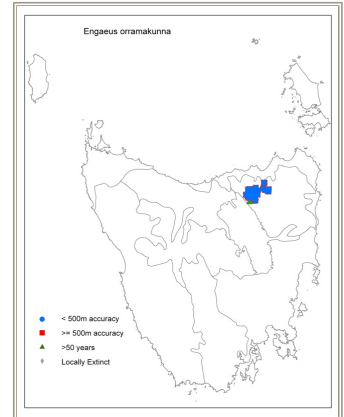 Engaeus orramakunna
< 500m accuracy
>= 500m accuracy
>50 years
Locally Extinct